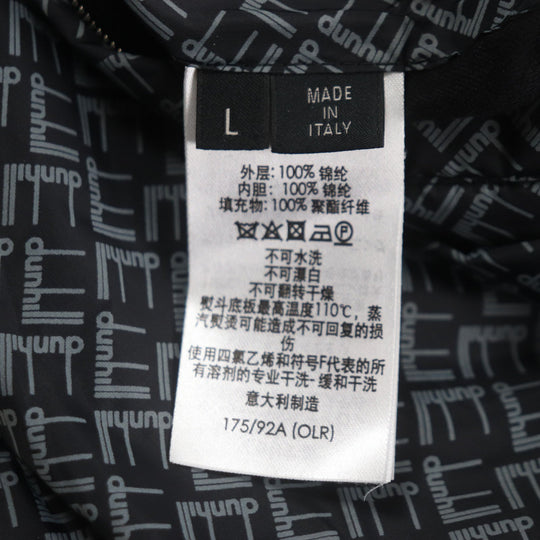 dunhill
L
MADE
IN
ITALY
外层: 100% 锦纶
内胆: 100% 锦纶
填充物: 100% 聚酯纤维
不可水洗
不可漂白
不可翻转干燥
熨斗底板最高温度110℃，蒸
汽熨烫可能造成不可回复的损
伤
使用四氯乙烯和符号F代表的所
有溶剂的专业干洗-缓和干洗
意大利制造
175/92A (OLR)